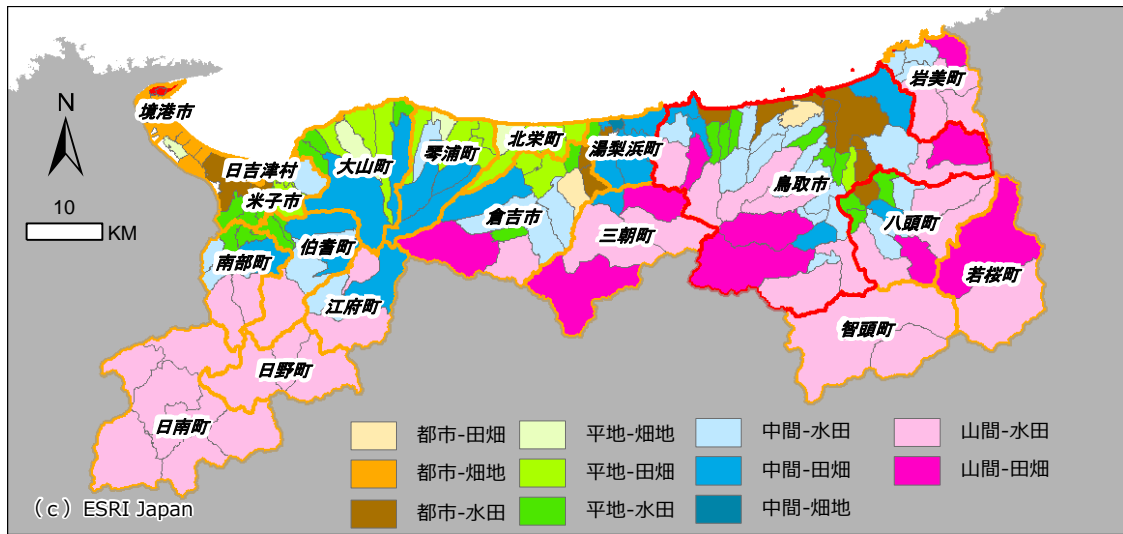 N
10
KM
境港市
日吉津村
米子市
大山町
琴浦町
北栄町
湯梨浜町
鳥取市
岩美町
南部町
伯耆町
倉吉市
三朝町
八頭町
若桜町
江府町
智頭町
日野町
日南町
都市-田畑
平地-畑地
中間-水田
山間-水田
都市-畑地
平地-田畑
中間-田畑
山間-田畑
都市-水田
平地-水田
中間-畑地
（c）ESRI Japan